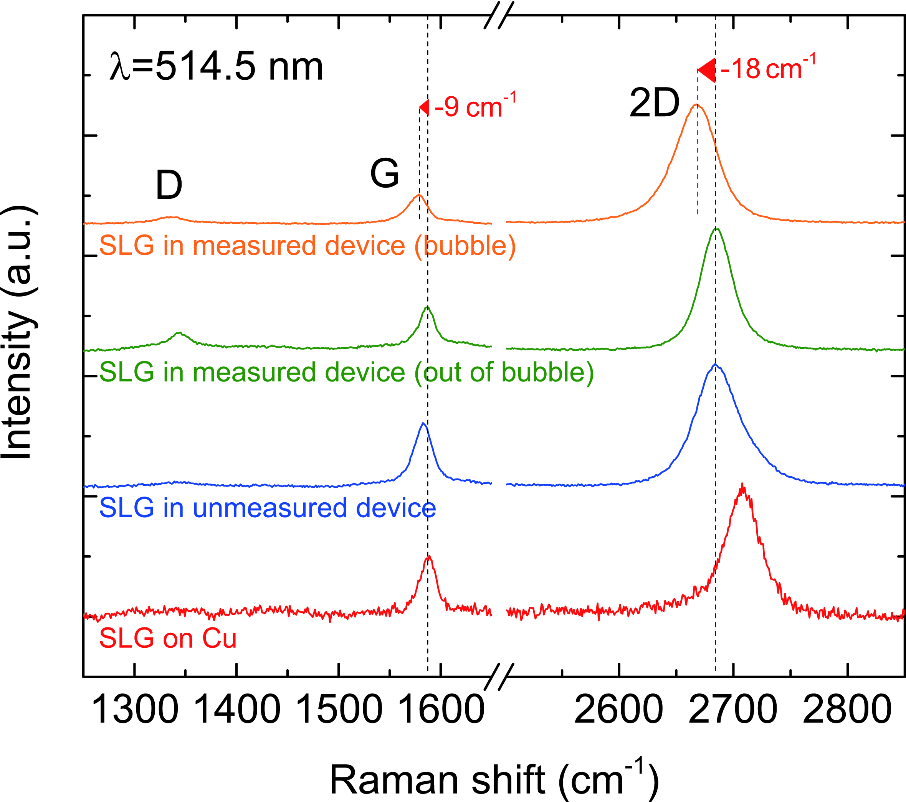 λ=514.5 nm
-18 cm⁻¹
-9 cm⁻¹
2D
D
G
SLG in measured device (bubble)
SLG in measured device (out of bubble)
SLG in unmeasured device
SLG on Cu
Intensity (a.u.)
1300 1400 1500 1600 2600 2700 2800
Raman shift (cm⁻¹)